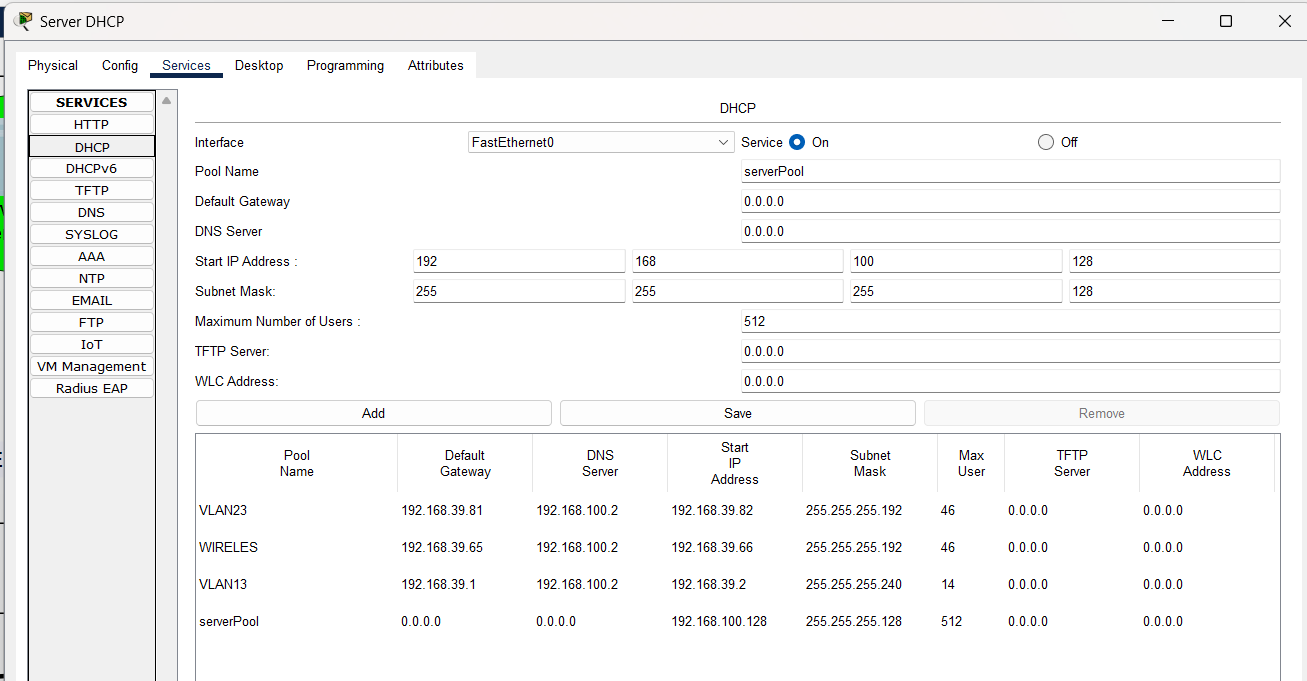 Server DHCP
Physical Config Services Desktop Programming Attributes
SERVICES
HTTP
DHCP
DHCPv6
TFTP
DNS
SYSLOG
AAA
NTP
EMAIL
FTP
IoT
VM Management
Radius EAP
DHCP
Interface FastEthernet0 Service On Off
Pool Name serverPool
Default Gateway 0.0.0.0
DNS Server 0.0.0.0
Start IP Address : 192 168 100 128
Subnet Mask: 255 255 255 128
Maximum Number of Users : 512
TFTP Server: 0.0.0.0
WLC Address: 0.0.0.0
Add Save Remove
Pool Name Default Gateway DNS Server Start IP Address Subnet Mask Max User TFTP Server WLC Address
VLAN23 192.168.39.81 192.168.100.2 192.168.39.82 255.255.255.192 46 0.0.0.0 0.0.0.0
WIRELES 192.168.39.65 192.168.100.2 192.168.39.66 255.255.255.192 46 0.0.0.0 0.0.0.0
VLAN13 192.168.39.1 192.168.100.2 192.168.39.2 255.255.255.240 14 0.0.0.0 0.0.0.0
serverPool 0.0.0.0 0.0.0.0 192.168.100.128 255.255.255.128 512 0.0.0.0 0.0.0.0